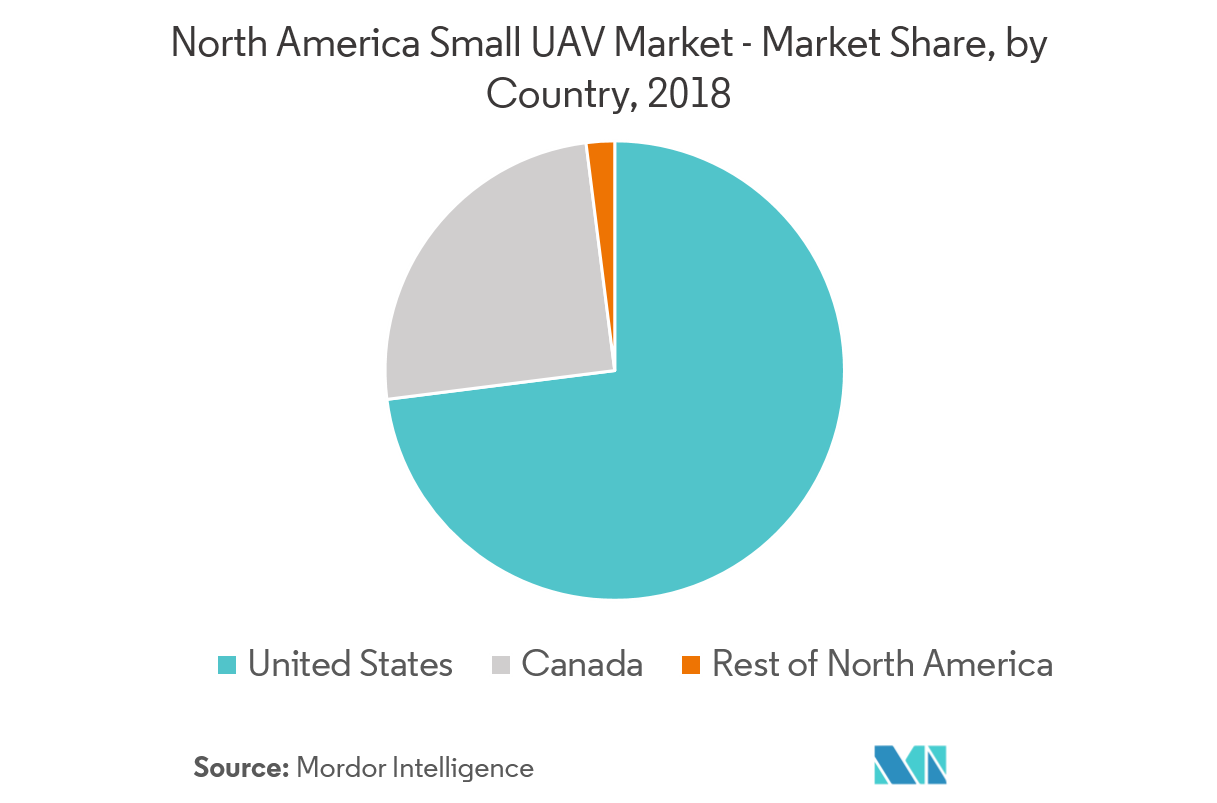 North America Small UAV Market - Market Share, by
Country, 2018
United States
Canada
Rest of North America
Source: Mordor Intelligence